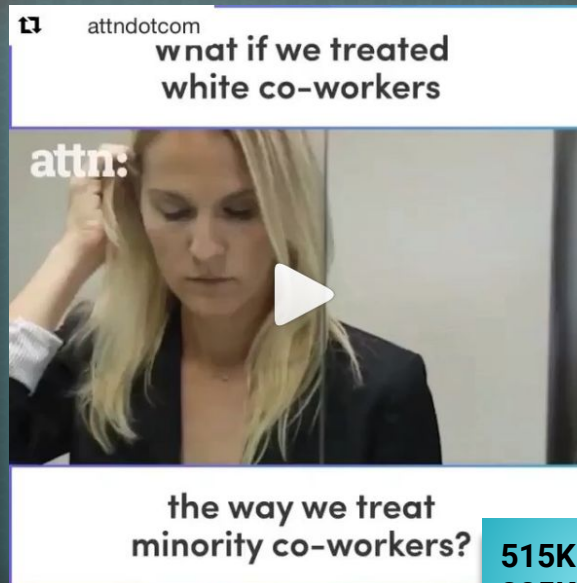 attndotcom
what if we treated
white co-workers
attn:
the way we treat
minority co-workers?
515K